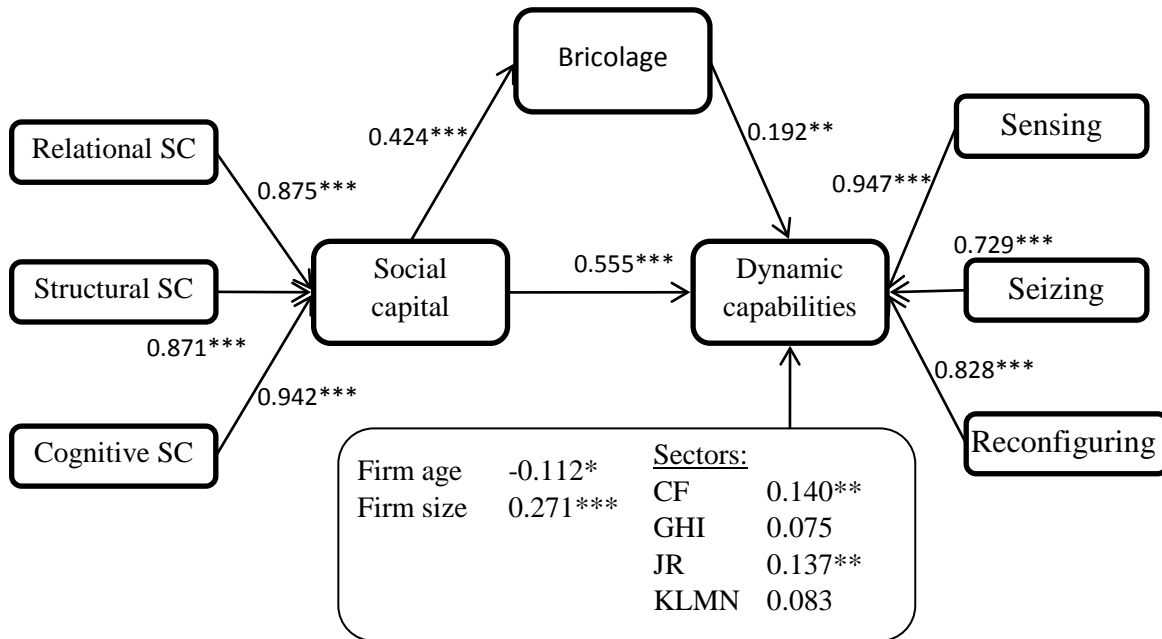 Bricolage
Relational SC
Sensing
0.424***
0.192**
0.875***
0.947***
Structural SC
Social
capital
0.555***
Dynamic
capabilities
0.729***
Seizing
0.871***
0.942***
0.828***
Cognitive SC
Reconfiguring
Firm age -0.112*
Firm size 0.271***
Sectors:
CF 0.140**
GHI 0.075
JR 0.137**
KLMN 0.083